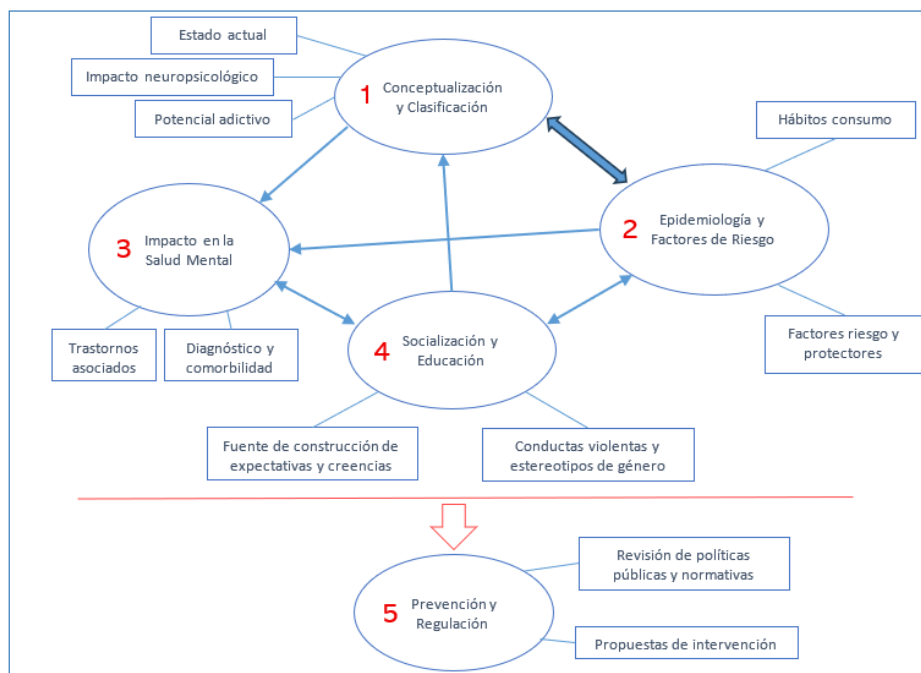 Estado actual
Impacto neuropsicológico
Potencial adictivo
1
Conceptualización
y Clasificación
Hábitos consumo
2
Epidemiología y
Factores de Riesgo
Factores riesgo y
protectores
3
Impacto en la
Salud Mental
Trastornos
asociados
Diagnóstico y
comorbilidad
4
Socialización y
Educación
Fuente de construcción de
expectativas y creencias
Conductas violentas y
estereotipos de género
5
Prevención y
Regulación
Revisión de políticas
públicas y normativas
Propuestas de intervención